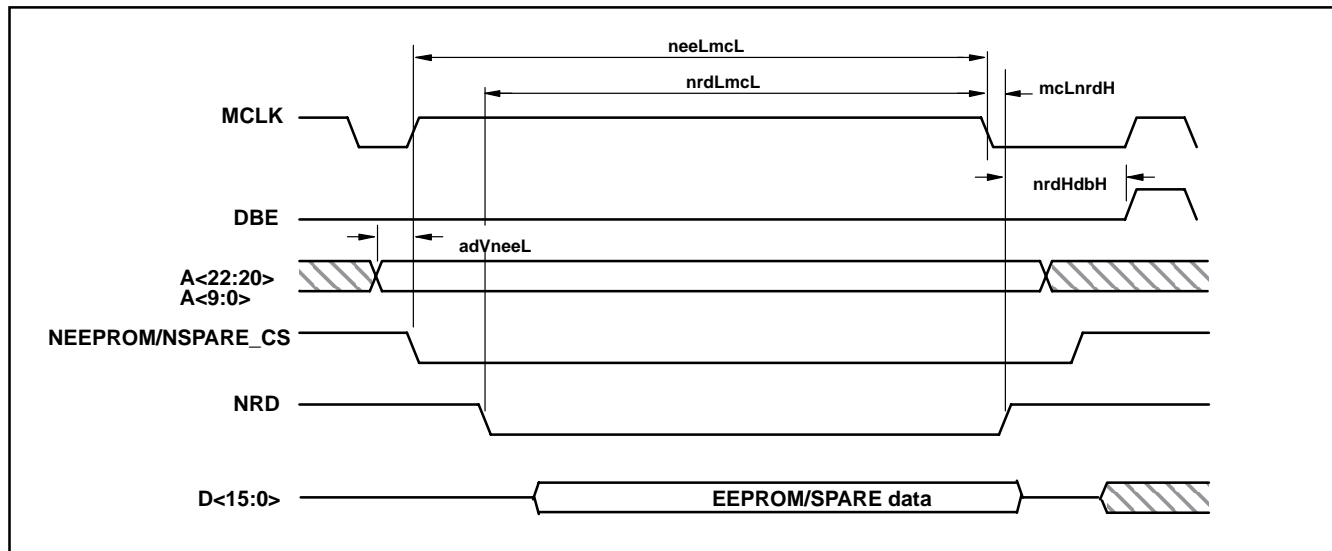 neeLmcL
nrdLmcL
mcLnrdH
MCLK
nrdHdbH
DBE
adVneeL
A<22:20>
A<9:0>
NEEPROM/NSPARE_CS
NRD
D<15:0>
EEPROM/SPARE data